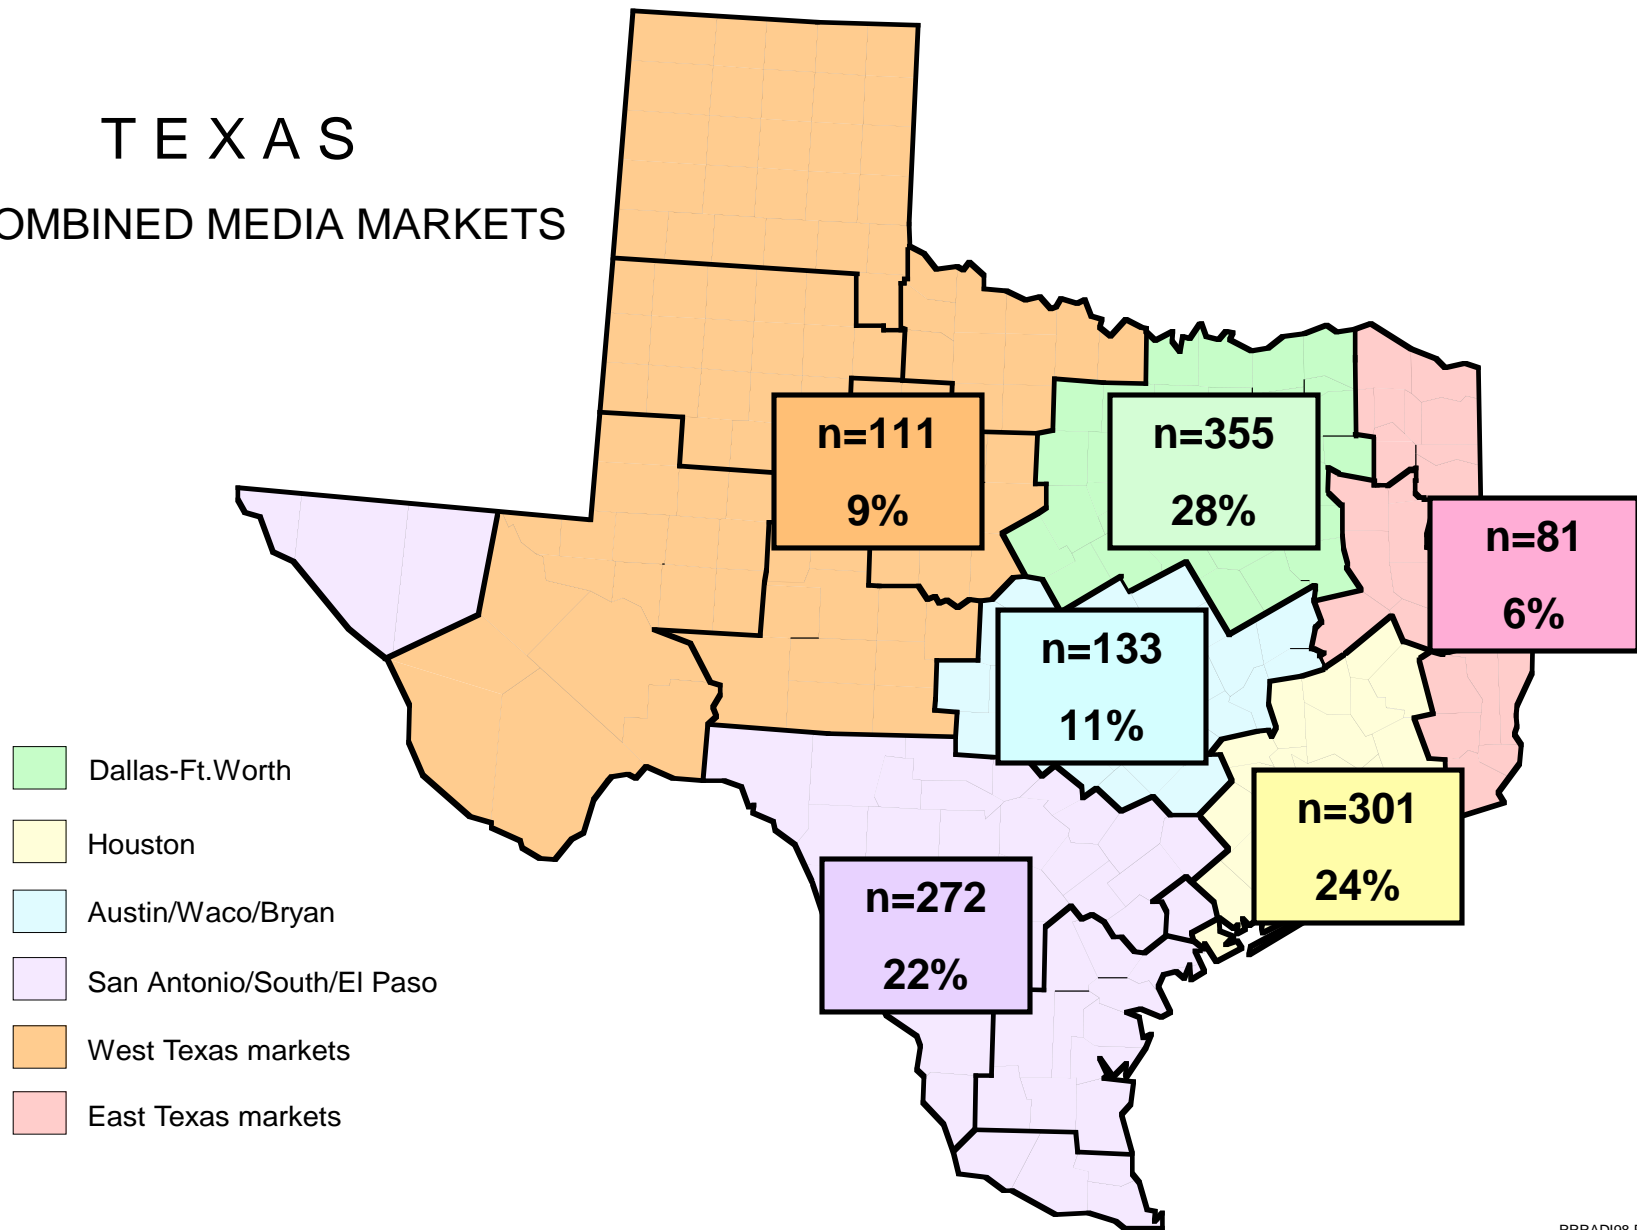 T E X A S
OMBINED MEDIA MARKETS
n=111
9%
n=355
28%
n=81
6%
n=133
11%
n=301
24%
n=272
22%
Dallas-Ft.Worth
Houston
Austin/Waco/Bryan
San Antonio/South/El Paso
West Texas markets
East Texas markets